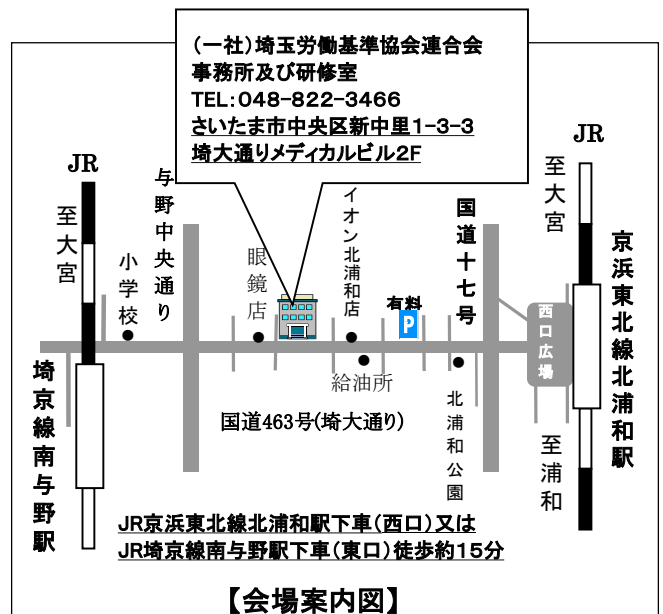 (一社)埼玉労働基準協会連合会
事務所及び研修室
TEL:048-822-3466
さいたま市中央区新中里1-3-3
埼大通りメディカルビル2F
JR
至大宮
小学校
与野中央通り
眼鏡店
イオン北浦和店
有料
P
国道十七号
JR
至大宮
京浜東北線北浦和駅
西口広場
埼京線南与野駅
給油所
国道463号(埼大通り)
北浦和公園
至浦和
JR京浜東北線北浦和駅下車(西口)又は
JR埼京線南与野駅下車(東口)徒歩約15分
【会場案内図】